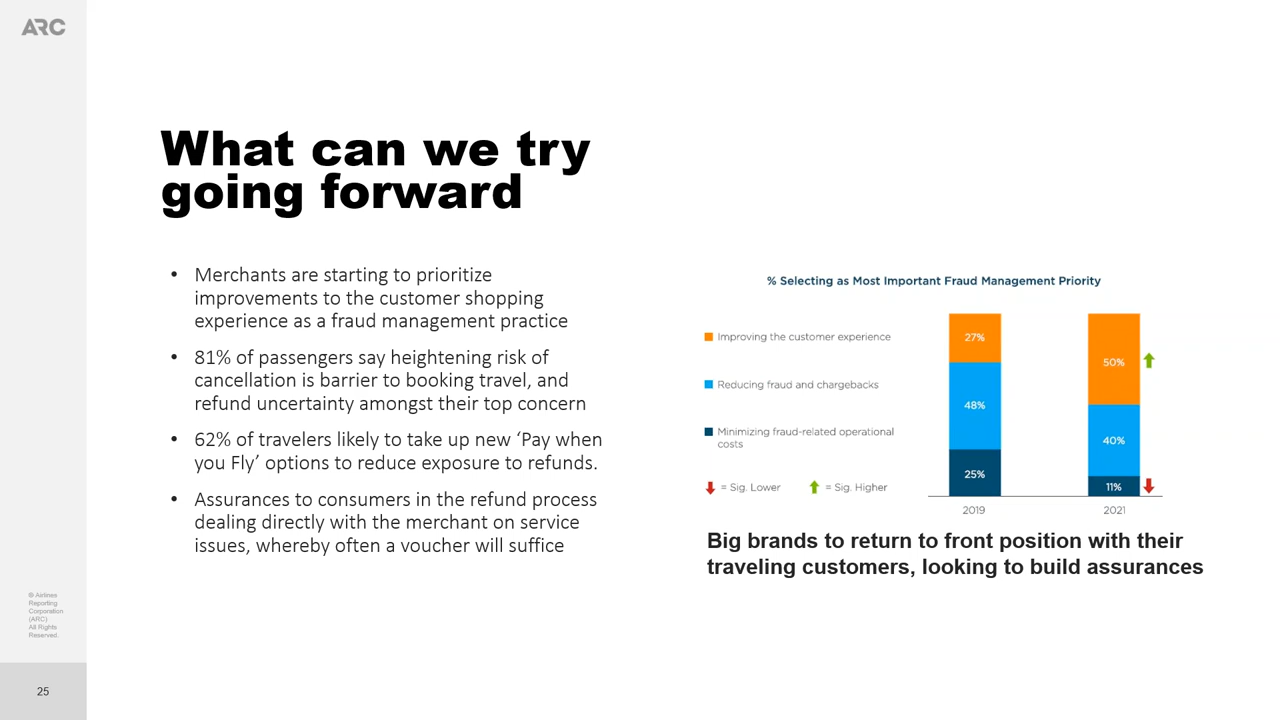 ARC
What can we try
going forward
• Merchants are starting to prioritize
improvements to the customer shopping
experience as a fraud management practice
• 81% of passengers say heightening risk of
cancellation is barrier to booking travel, and
refund uncertainty amongst their top concern
• 62% of travelers likely to take up new ‘Pay when
you Fly’ options to reduce exposure to refunds.
• Assurances to consumers in the refund process
dealing directly with the merchant on service
issues, whereby often a voucher will suffice
% Selecting as Most Important Fraud Management Priority
Improving the customer experience
Reducing fraud and chargebacks
Minimizing fraud-related operational
costs
= Sig. Lower
= Sig. Higher
27%
48%
25%
2019
50%
40%
11%
2021
Big brands to return to front position with their
traveling customers, looking to build assurances
© Airlines
Reporting
Corporation
(ARC)
All Rights
Reserved.
25